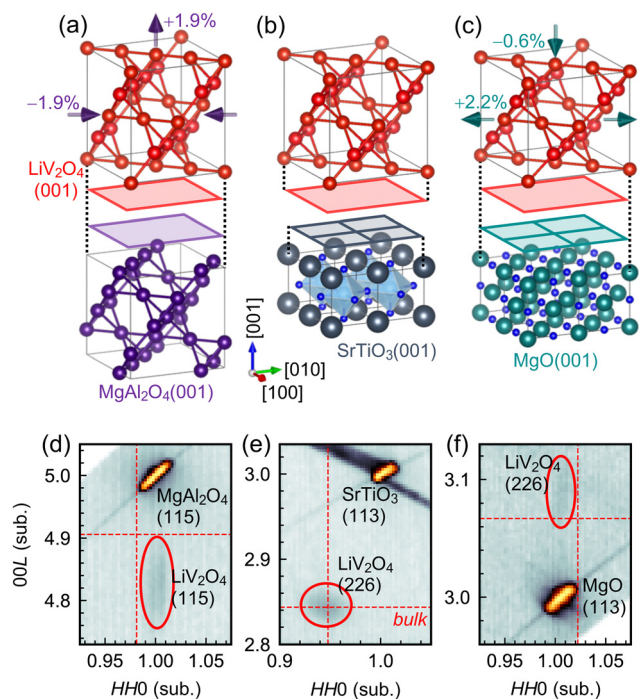 (a)
+1.9%
−1.9%
LiV2O4
(001)
MgAl2O4(001)
(b)
[001]
[010]
[100]
SrTiO3(001)
(c)
−0.6%
+2.2%
MgO(001)
(d)
00L (sub.)
5.0
4.9
4.8
MgAl2O4
(115)
LiV2O4
(115)
0.95
1.00
1.05
HH0 (sub.)
(e)
3.0
2.9
2.8
SrTiO3
(113)
LiV2O4
(226)
bulk
0.9
1.0
HH0 (sub.)
(f)
3.1
3.0
LiV2O4
(226)
MgO
(113)
0.95
1.00
1.05
HH0 (sub.)